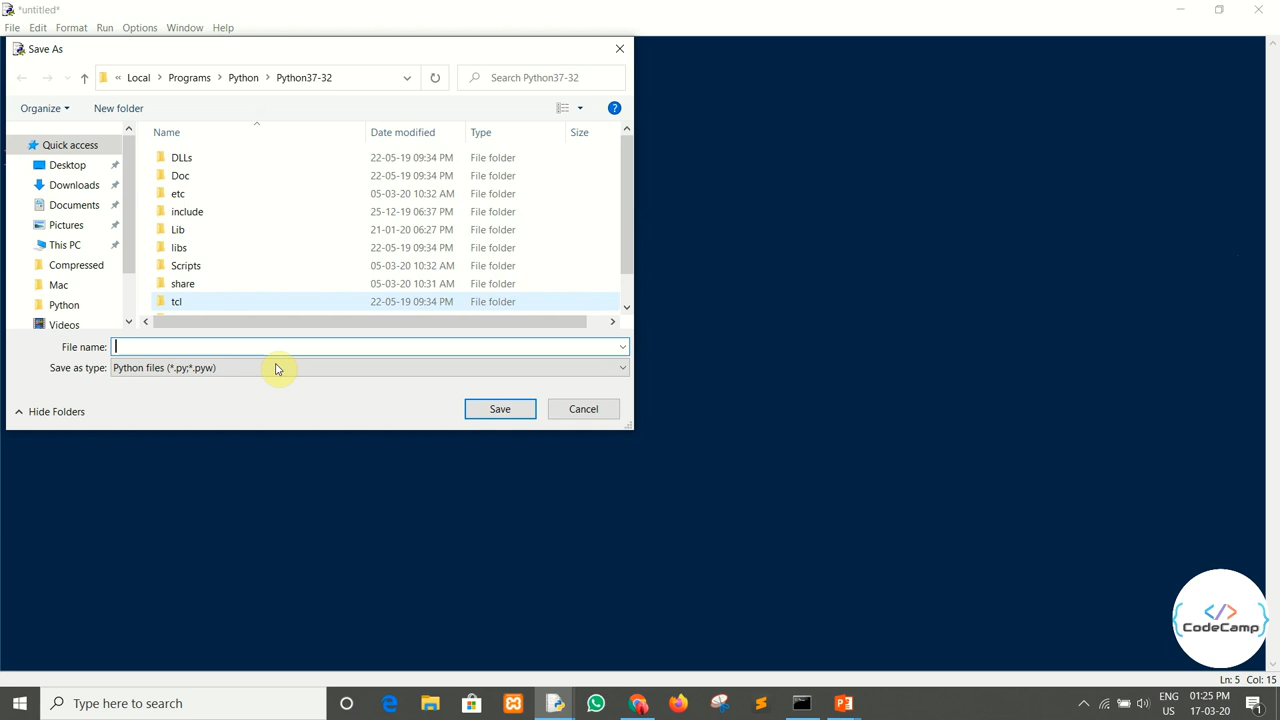 *untitled*
File Edit Format Run Options Window Help
Save As
« Local > Programs > Python > Python37-32
Search Python37-32
Organize New folder
Name Date modified Type Size
Quick access
Desktop
Downloads
Documents
Pictures
This PC
Compressed
Mac
Python
Videos
DLLs 22-05-19 09:34 PM File folder
Doc 22-05-19 09:34 PM File folder
etc 05-03-20 10:32 AM File folder
include 25-12-19 06:37 PM File folder
Lib 21-01-20 06:27 PM File folder
libs 22-05-19 09:34 PM File folder
Scripts 05-03-20 10:32 AM File folder
share 05-03-20 10:31 AM File folder
tcl 22-05-19 09:34 PM File folder
File name:
Save as type: Python files (*.py;*.pyw)
Hide Folders
Save Cancel
</>
{CodeCamp}
Ln: 5 Col: 15
Type here to search
ENG
US
01:25 PM
17-03-20
1